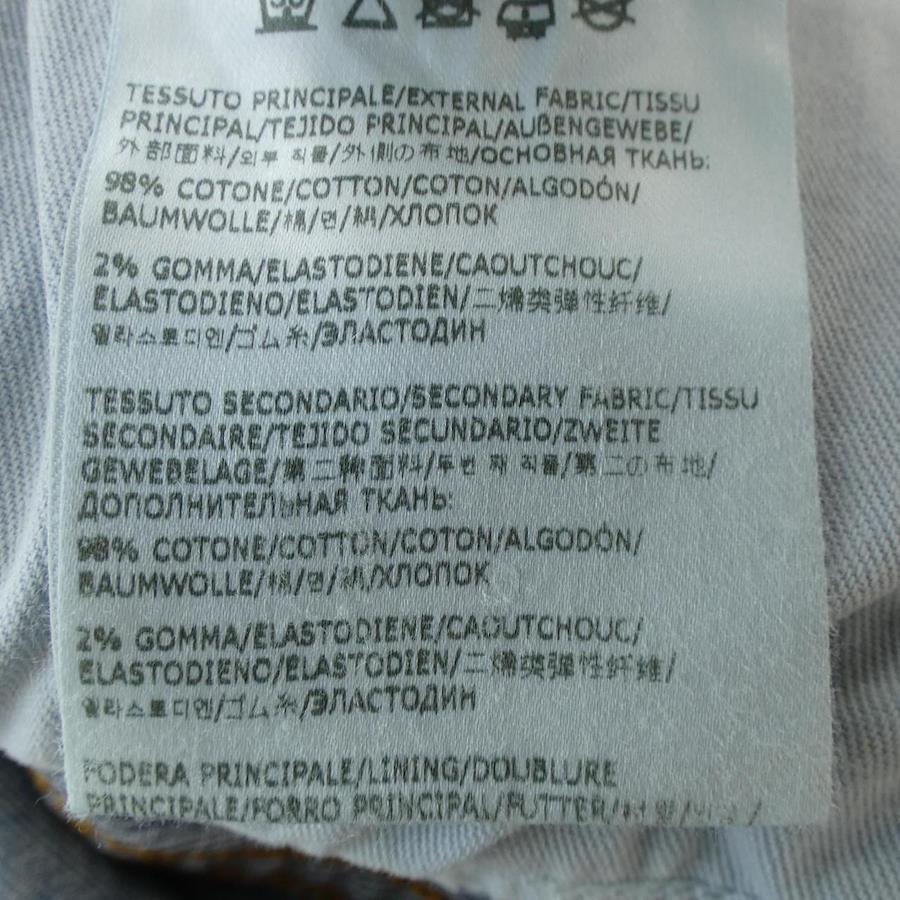 TESSUTO PRINCIPALE/EXTERNAL FABRIC/TISSU
PRINCIPAL/TEJIDO PRINCIPAL/AUßENGEWEBE/
外部面料/외부 직물/外側の布地/ОСНОВНАЯ ТКАНЬ:
98% COTONE/COTTON/COTON/ALGODÓN/
BAUMWOLLE/棉/면/綿/ХЛОПОК
2% GOMMA/ELASTODIENE/CAOUTCHOUC/
ELASTODIENO/ELASTODIEN/二烯类弹性纤维/
엘라스토디엔/ゴム糸/ЭЛАСТОДИН
TESSUTO SECONDARIO/SECONDARY FABRIC/TISSU
SECONDAIRE/TEJIDO SECUNDARIO/ZWEITE
GEWEBELAGE/第二种面料/두번 째 직물/第二の布地/
ДОПОЛНИТЕЛЬНАЯ ТКАНЬ:
98% COTONE/COTTON/COTON/ALGODÓN/
BAUMWOLLE/棉/면/綿/ХЛОПОК
2% GOMMA/ELASTODIENE/CAOUTCHOUC/
ELASTODIENO/ELASTODIEN/二烯类弹性纤维/
엘라스토디엔/ゴム糸/ЭЛАСТОДИН
FODERA PRINCIPALE/LINING/DOUBLURE
PRINCIPALE/FORRO PRINCIPAL/FUTTER/